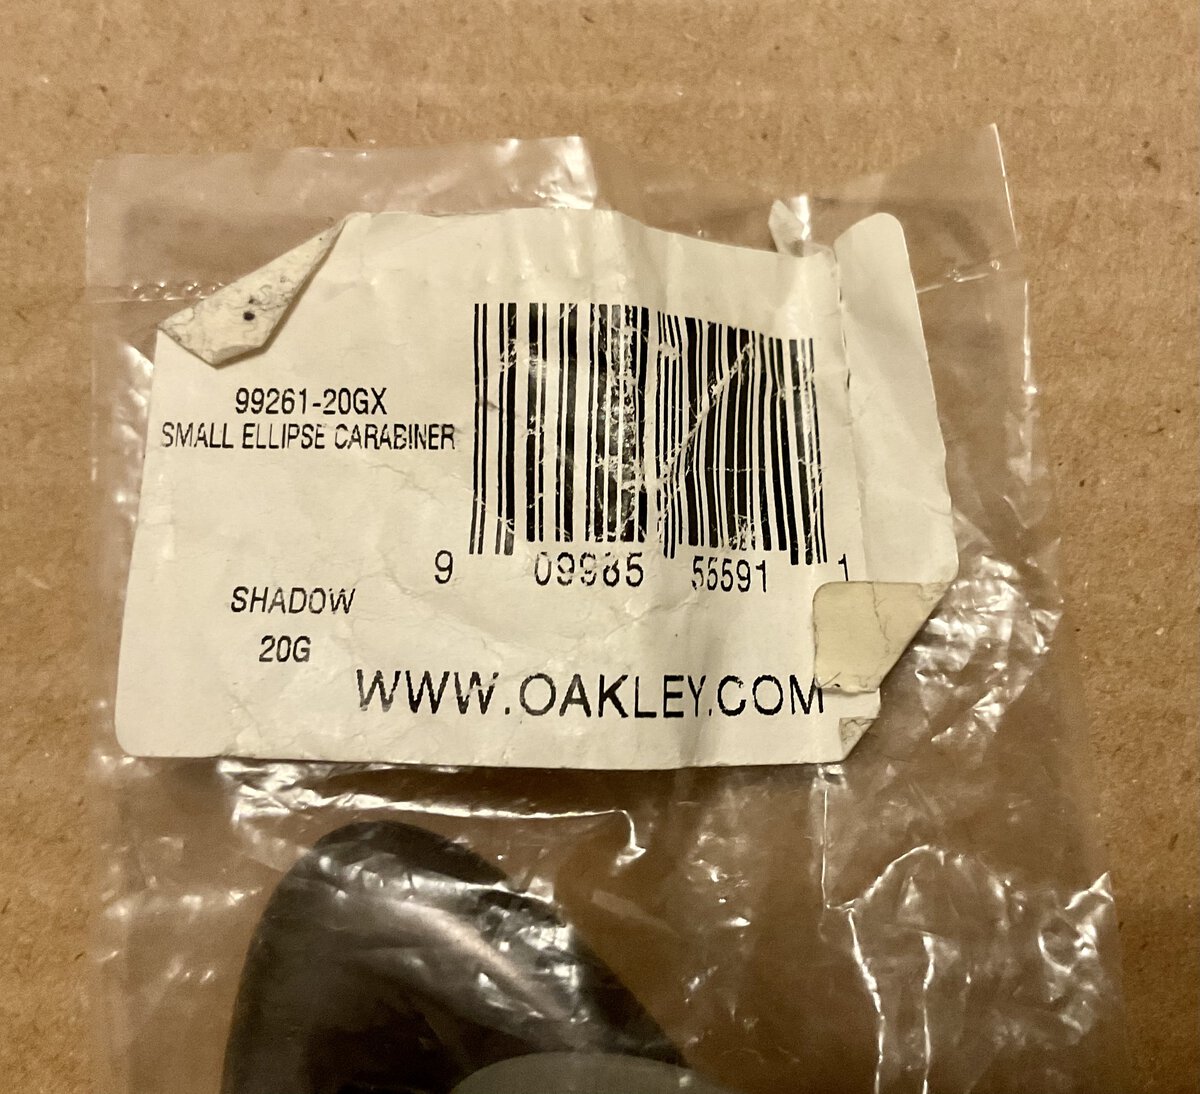 99261-20GX
SMALL ELLIPSE CARABINER
9 09985 55591 1
SHADOW
20G
WWW.OAKLEY.COM